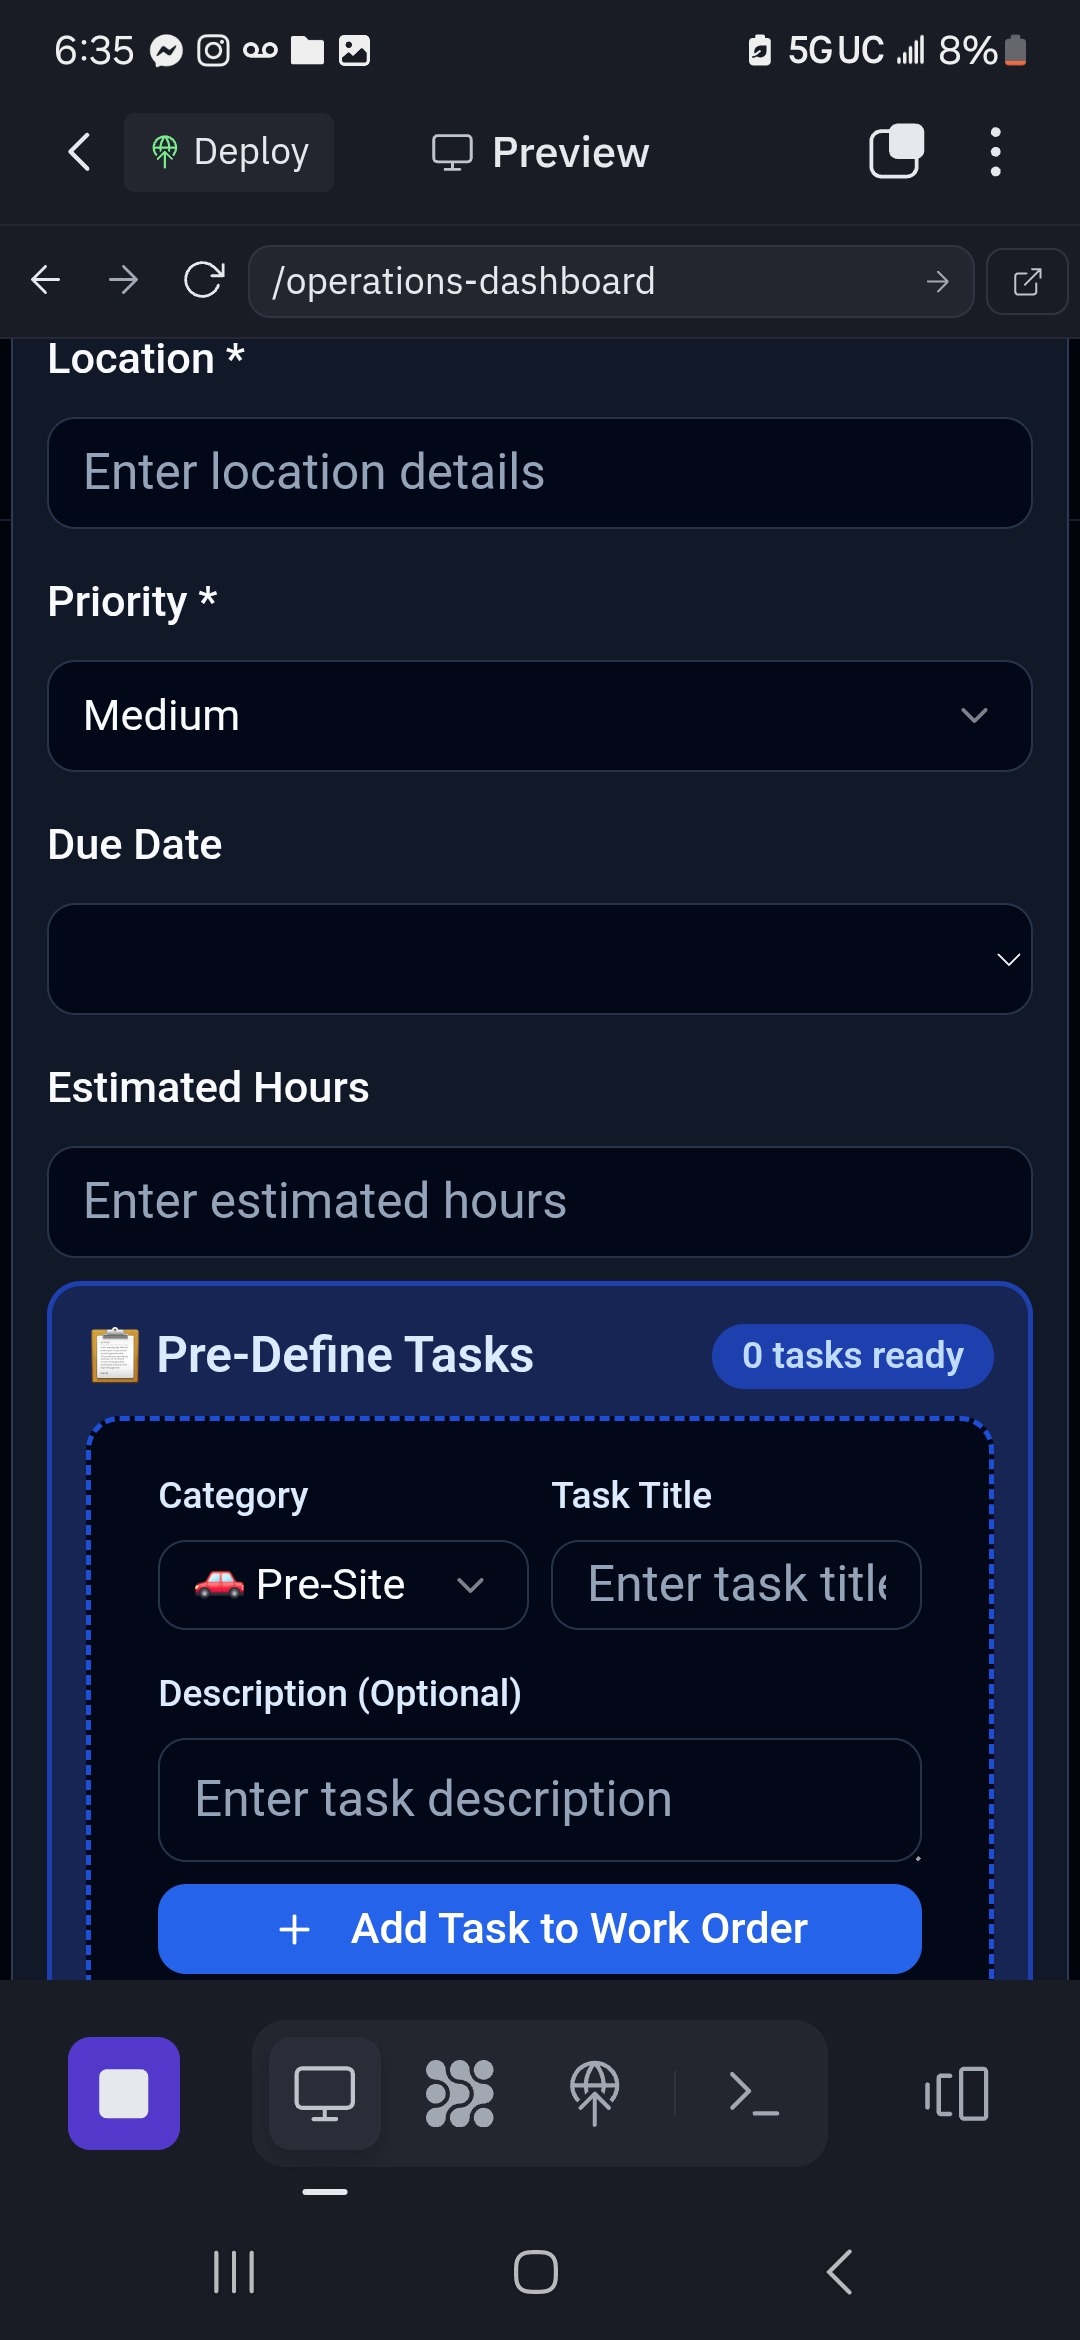 6:35
5G UC
8%
Deploy
Preview
/operations-dashboard
Location *
Enter location details
Priority *
Medium
Due Date
Estimated Hours
Enter estimated hours
Pre-Define Tasks
0 tasks ready
Category
Task Title
Pre-Site
Enter task title
Description (Optional)
Enter task description
+ Add Task to Work Order